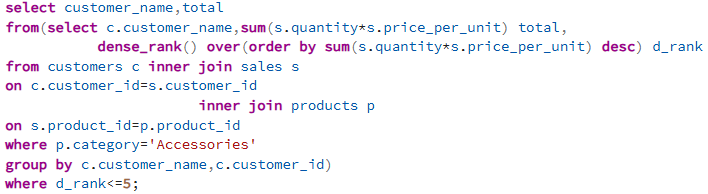 select customer_name,total
from(select c.customer_name,sum(s.quantity*s.price_per_unit) total,
dense_rank() over(order by sum(s.quantity*s.price_per_unit) desc) d_rank
from customers c inner join sales s
on c.customer_id=s.customer_id
inner join products p
on s.product_id=p.product_id
where p.category='Accessories'
group by c.customer_name,c.customer_id)
where d_rank<=5;